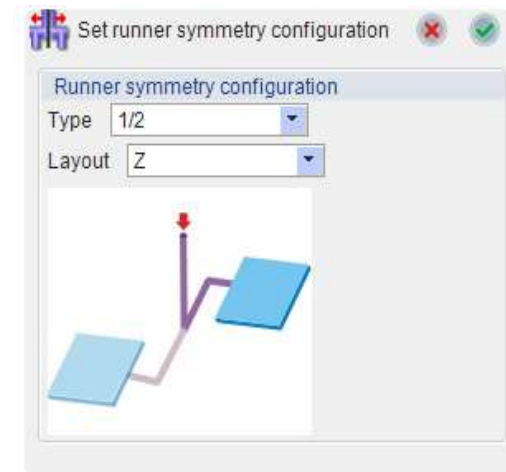 Set runner symmetry configuration
Runner symmetry configuration
Type 1/2
Layout Z